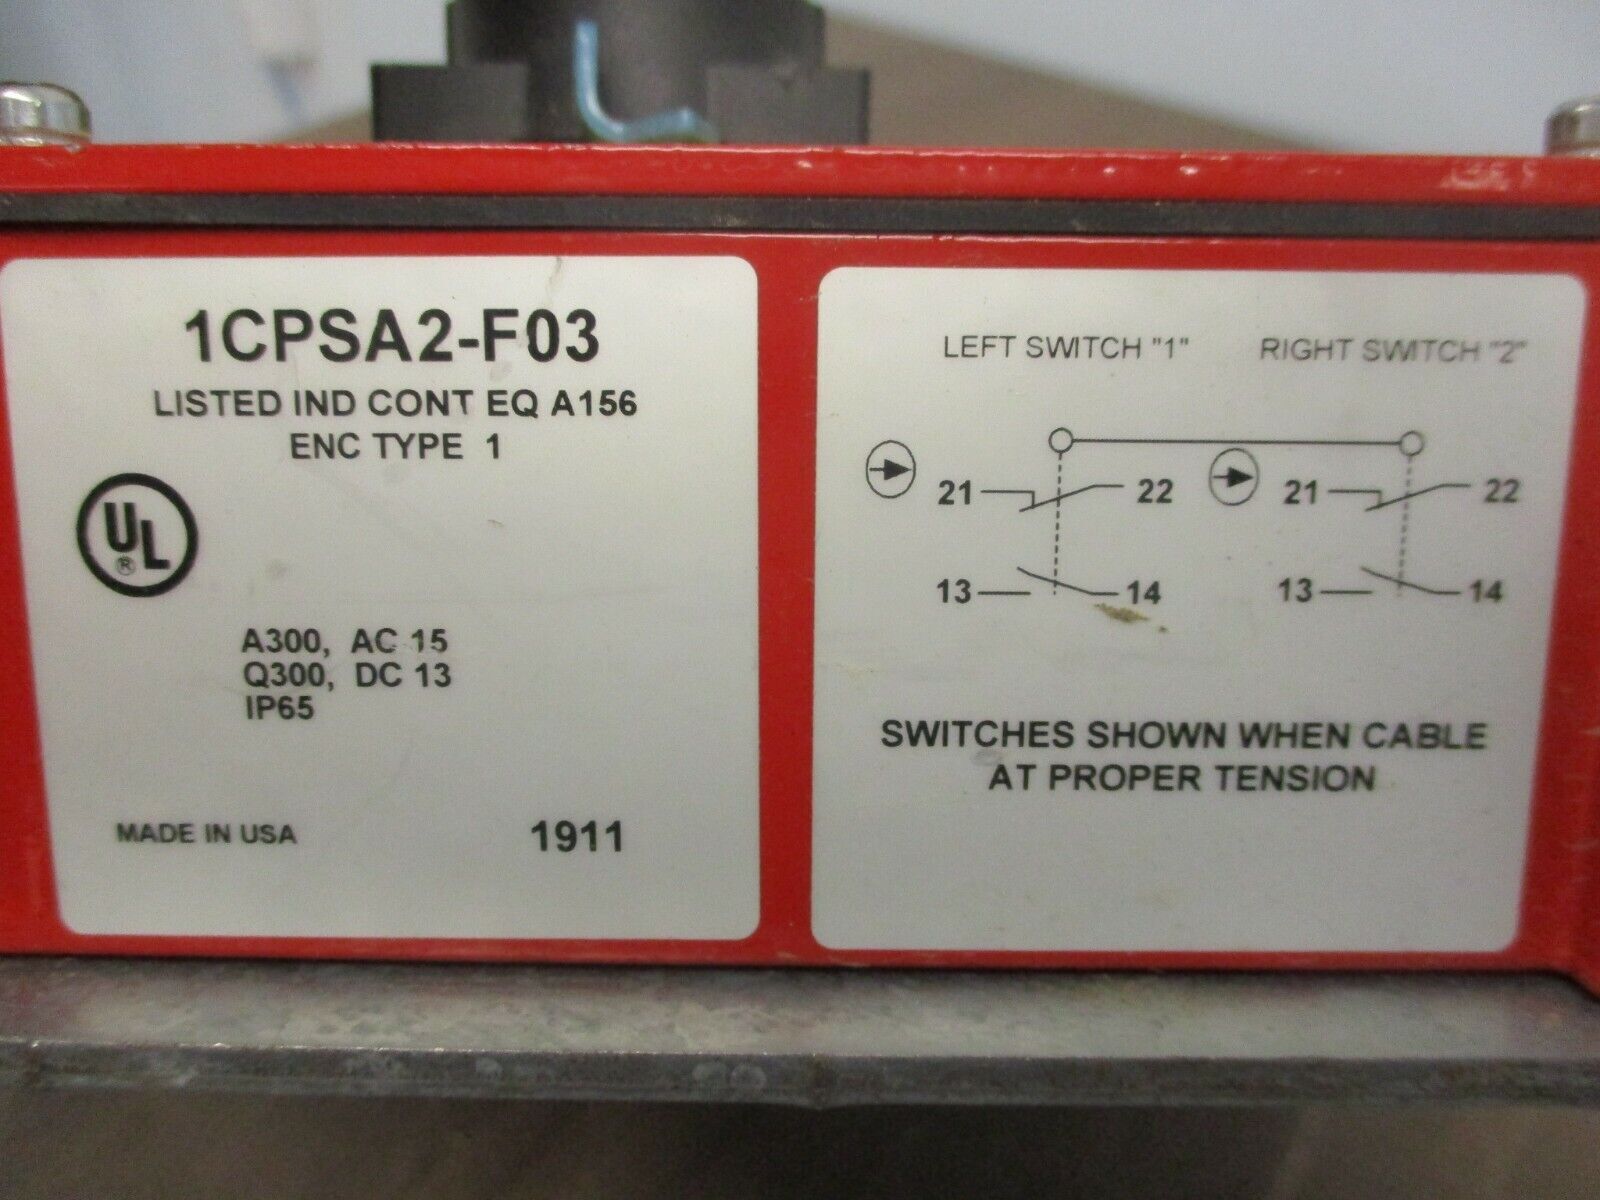 1CPSA2-F03
LISTED IND CONT EQ A156
ENC TYPE 1
UL
®
A300, AC 15
Q300, DC 13
IP65
MADE IN USA 1911
LEFT SWITCH "1" RIGHT SWITCH "2"
21 22 21 22
13 14 13 14
SWITCHES SHOWN WHEN CABLE
AT PROPER TENSION